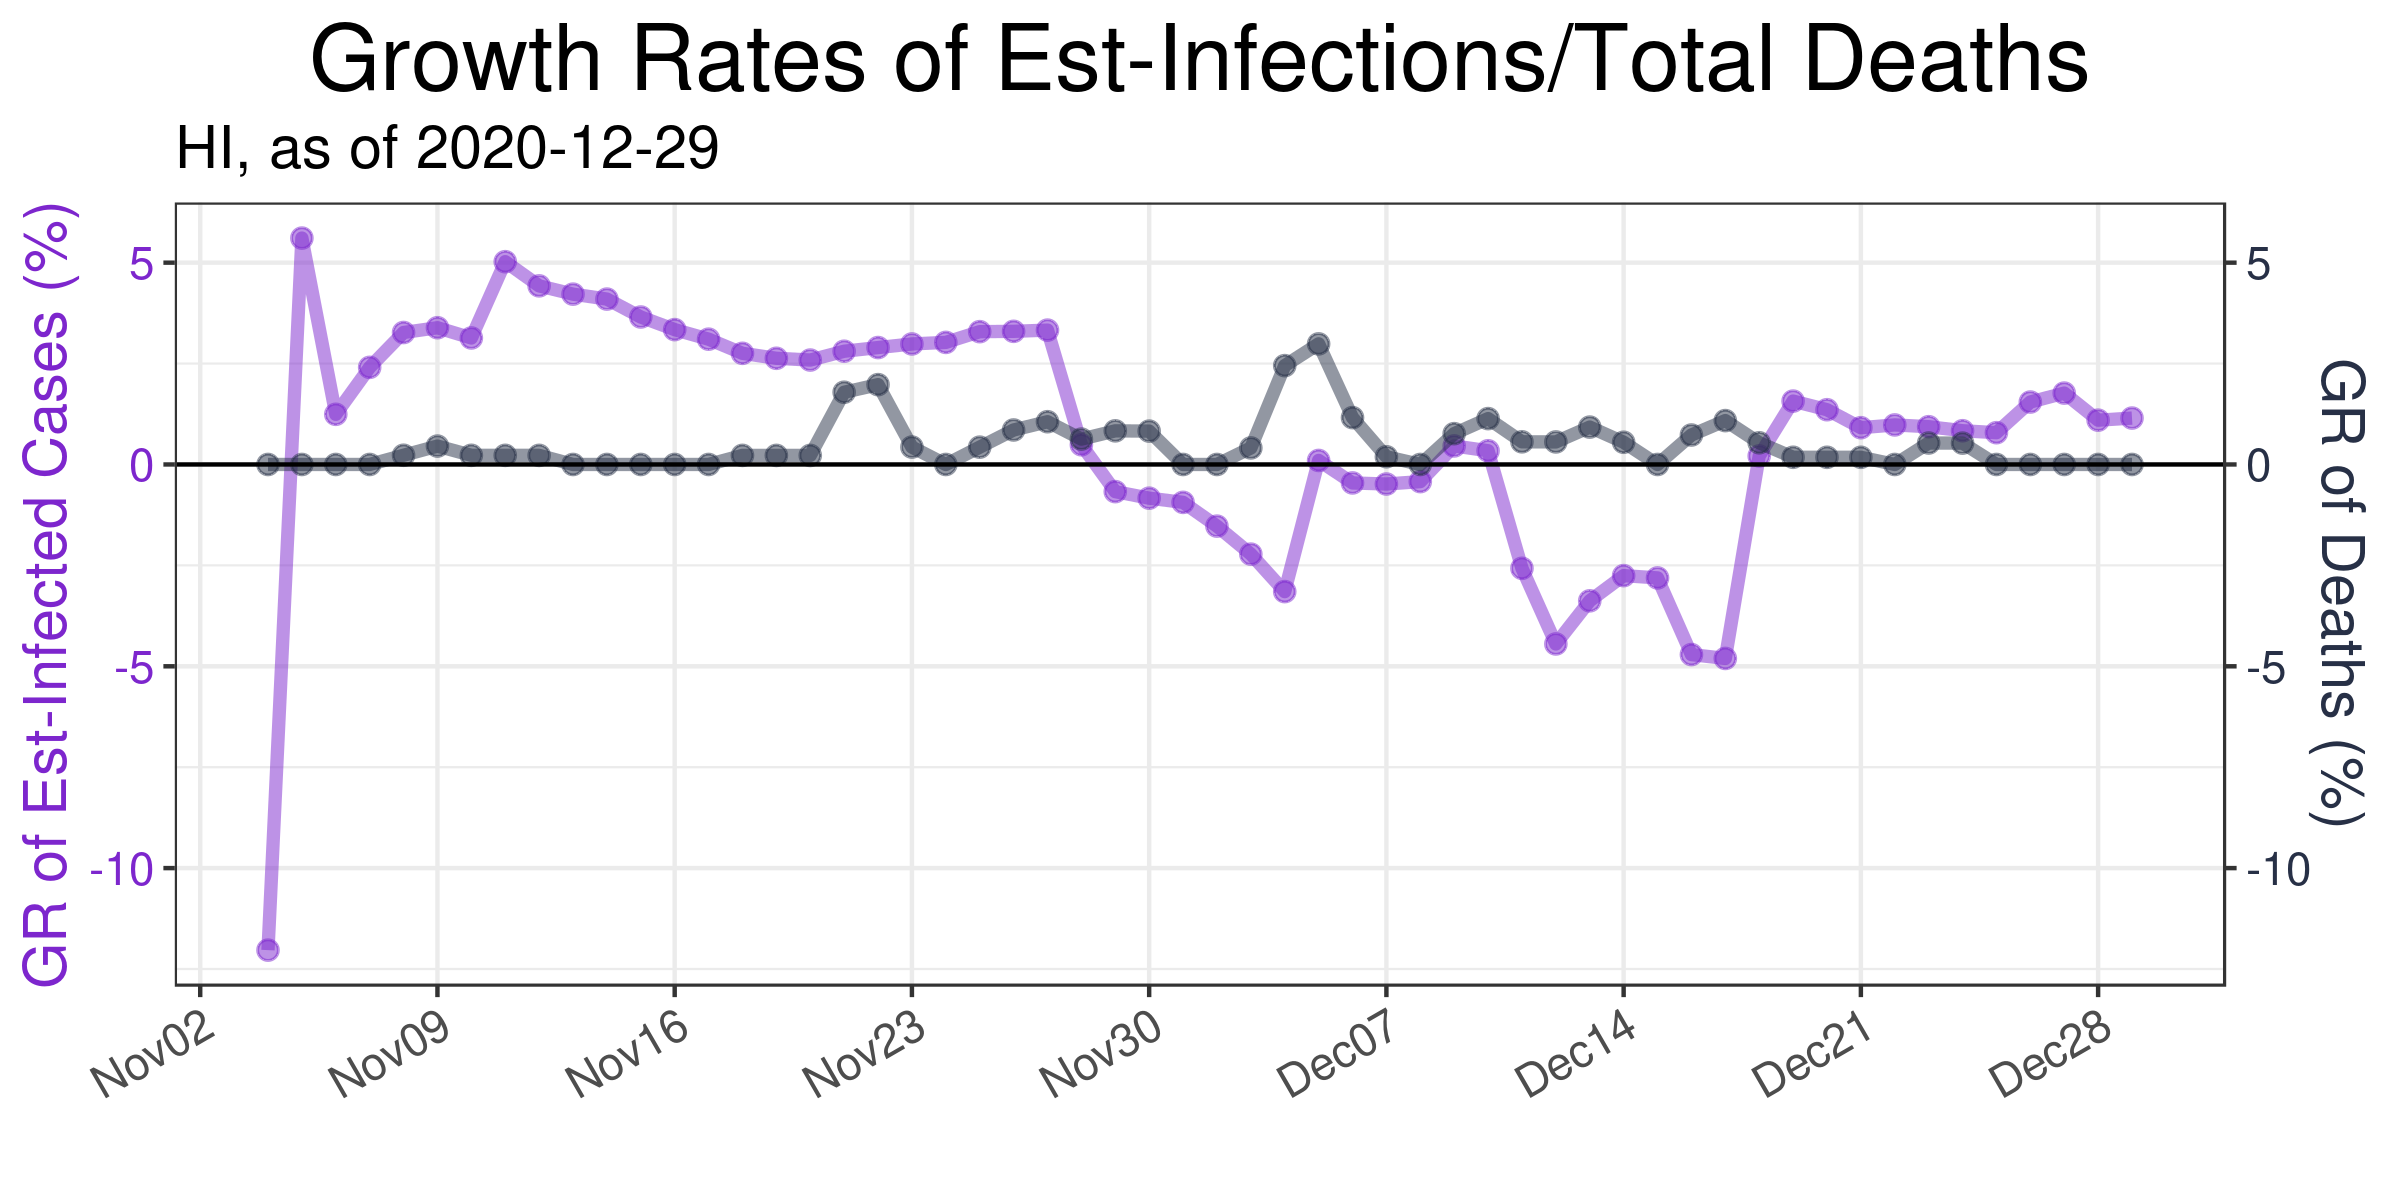 Growth Rates of Est-Infections/Total Deaths
HI, as of 2020-12-29
GR of Est-Infected Cases (%)
5
0
-5
-10
5
0
-5
-10
GR of Deaths (%)
Nov02
Nov09
Nov16
Nov23
Nov30
Dec07
Dec14
Dec21
Dec28